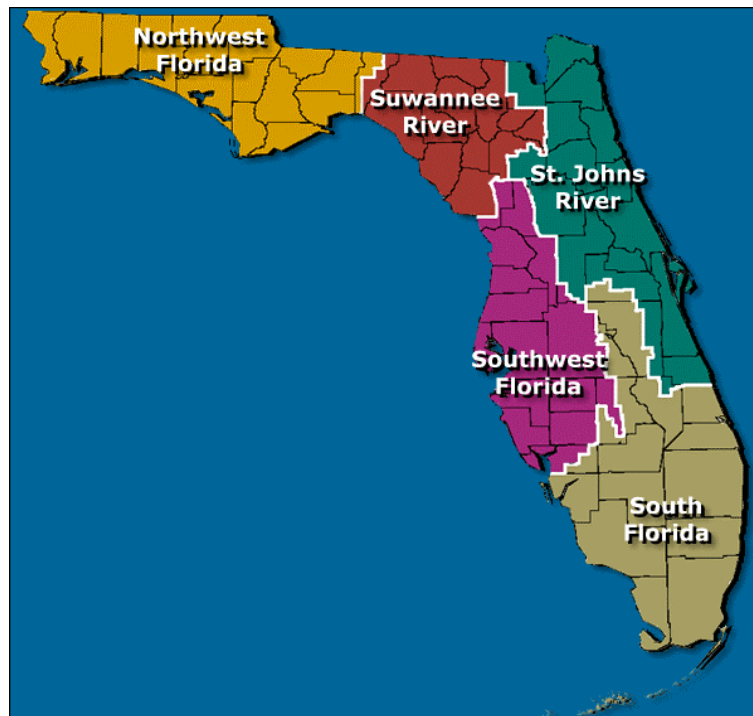 Northwest
Florida
Suwannee
River
St. Johns
River
Southwest
Florida
South
Florida